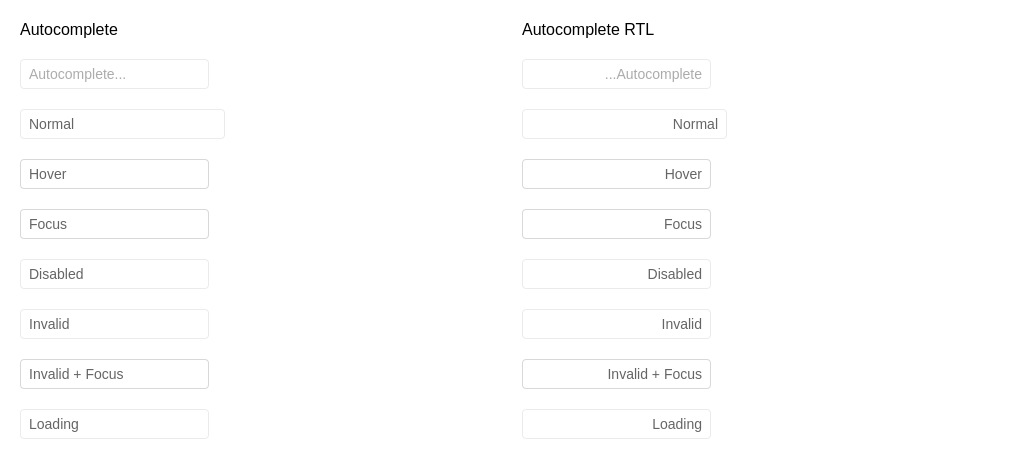 Autocomplete
Autocomplete...
Normal
Hover
Focus
Disabled
Invalid
Invalid + Focus
Loading
Autocomplete RTL
...Autocomplete
Normal
Hover
Focus
Disabled
Invalid
Invalid + Focus
Loading